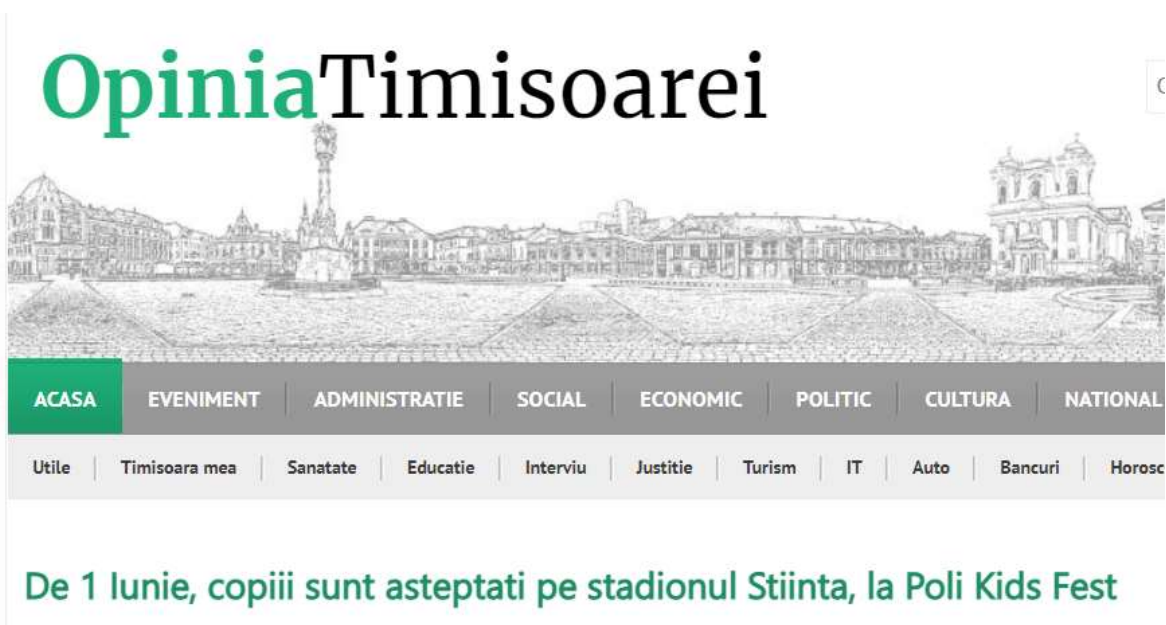 OpiniaTimisoarei
ACASA EVENIMENT ADMINISTRATIE SOCIAL ECONOMIC POLITIC CULTURA NATIONAL
Utile Timisoara mea Sanatate Educatie Interviu Justitie Turism IT Auto Bancuri
De 1 Iunie, copiii sunt asteptati pe stadionul Stiinta, la Poli Kids Fest